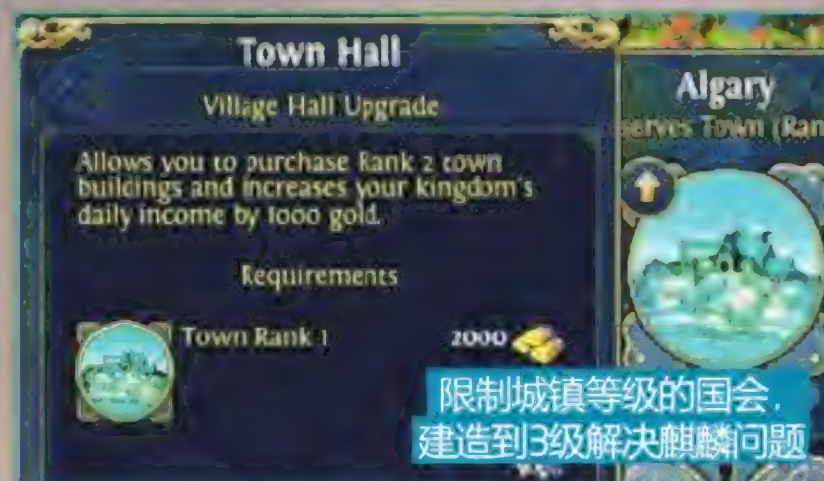 Town Hall
Village Hall Upgrade
Allows you to purchase Rank 2 town
buildings and increases your kingdom's
daily income by 1000 gold.
Requirements
Town Rank 1
2000
Algary
Town (Ran
限制城镇等级的国会，
建造到3级解决麒麟问题